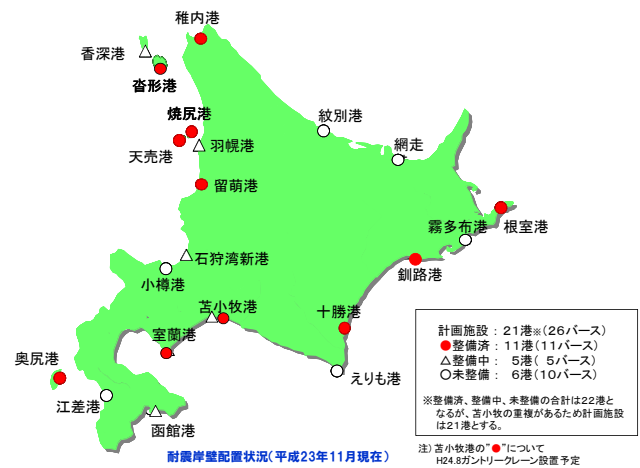 稚内港
香深港
沓形港
焼尻港
紋別港
天売港
羽幌港
網走
留萌港
霧多布港
根室港
石狩湾新港
釧路港
小樽港
苫小牧港
十勝港
室蘭港
奥尻港
えりも港
江差港
函館港
計画施設：21港※(26バース)
●整備済：11港(11バース)
△整備中： 5港( 5バース)
○未整備： 6港(10バース)
※整備済、整備中、未整備の合計は22港と
なるが、苫小牧の重複があるため計画施設
は21港とする。
注）苫小牧港の"●"について
H24.8ガントリークレーン設置予定
耐震岸壁配置状況（平成23年11月現在）